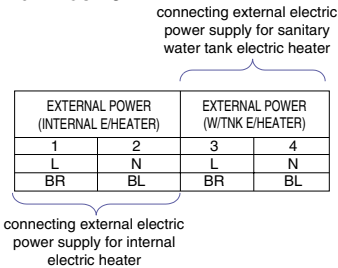 connecting external electric
power supply for sanitary
water tank electric heater
EXTERNAL POWER EXTERNAL POWER
(INTERNAL E/HEATER) (W/TNK E/HEATER)
1 2 3 4
L N L N
BR BL BR BL
connecting external electric
power supply for internal
electric heater